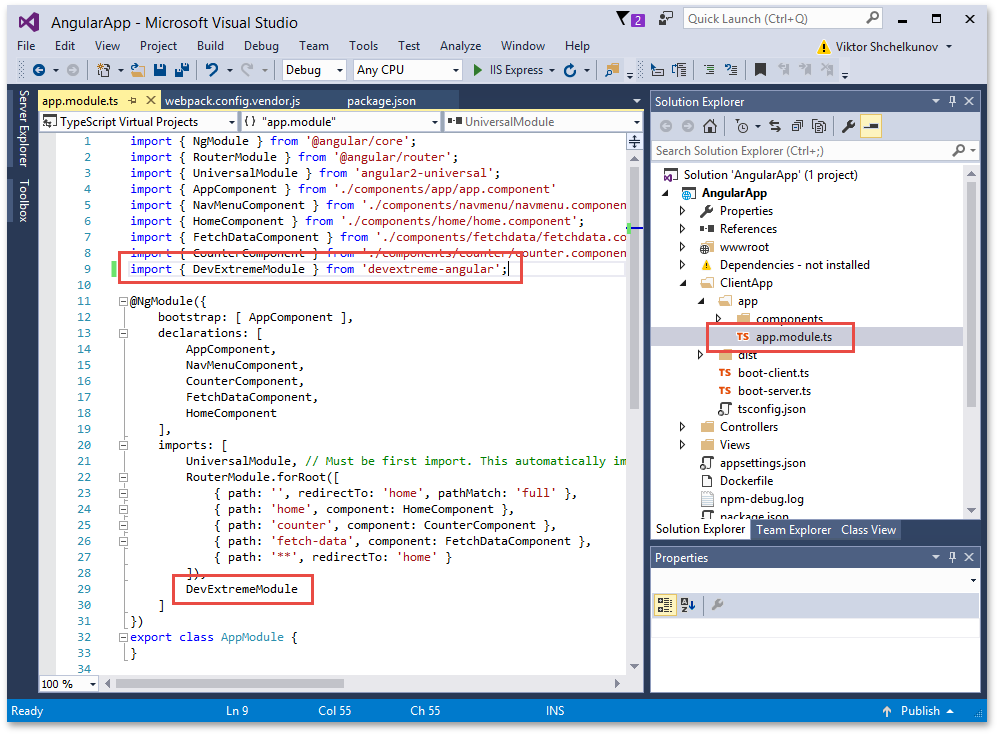 AngularApp - Microsoft Visual Studio
2
Quick Launch (Ctrl+Q)
File Edit View Project Build Debug Team Tools Test Analyze Window Help
Viktor Shchelkunov
Debug Any CPU IIS Express
Server Explorer
Toolbox
app.module.ts webpack.config.vendor.js package.json
TypeScript Virtual Projects {} "app.module" UniversalModule
1 import { NgModule } from '@angular/core';
2 import { RouterModule } from '@angular/router';
3 import { UniversalModule } from 'angular2-universal';
4 import { AppComponent } from './components/app/app.component'
5 import { NavMenuComponent } from './components/navmenu/navmenu.componen
6 import { HomeComponent } from './components/home/home.component';
7 import { FetchDataComponent } from './components/fetchdata/fetchdata.co
8 import { CounterComponent } from './components/counter/counter.componen
9 import { DevExtremeModule } from 'devextreme-angular';
10
11 @NgModule({
12 bootstrap: [ AppComponent ],
13 declarations: [
14 AppComponent,
15 NavMenuComponent,
16 CounterComponent,
17 FetchDataComponent,
18 HomeComponent
19 ],
20 imports: [
21 UniversalModule, // Must be first import. This automatically im
22 RouterModule.forRoot([
23 { path: '', redirectTo: 'home', pathMatch: 'full' },
24 { path: 'home', component: HomeComponent },
25 { path: 'counter', component: CounterComponent },
26 { path: 'fetch-data', component: FetchDataComponent },
27 { path: '**', redirectTo: 'home' }
28 ]),
29 DevExtremeModule
30 ]
31 })
32 export class AppModule {
33 }
34
100 %
Solution Explorer
Search Solution Explorer (Ctrl+;)
Solution 'AngularApp' (1 project)
AngularApp
Properties
References
wwwroot
Dependencies - not installed
ClientApp
app
components
TS app.module.ts
dist
TS boot-client.ts
TS boot-server.ts
tsconfig.json
Controllers
Views
appsettings.json
Dockerfile
npm-debug.log
package.json
Solution Explorer Team Explorer Class View
Properties
Ready Ln 9 Col 55 Ch 55 INS Publish